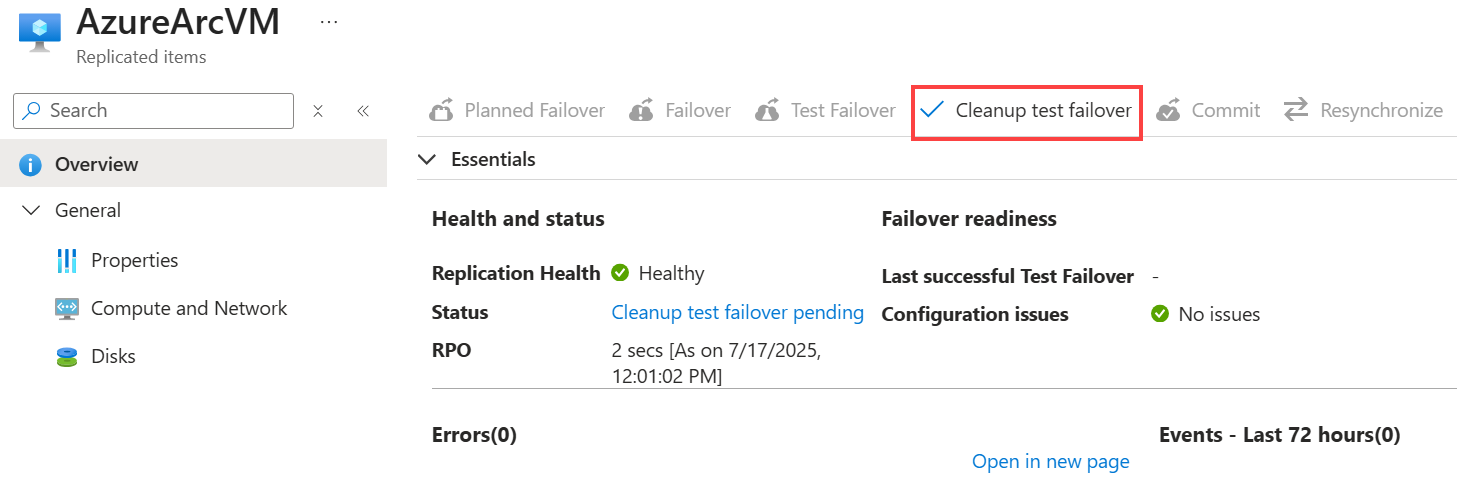 AzureArcVM ...
Replicated items
Search
Overview
General
Properties
Compute and Network
Disks
Planned Failover Failover Test Failover Cleanup test failover Commit Resynchronize
Essentials
Health and status
Replication Health Healthy
Status Cleanup test failover pending
RPO 2 secs [As on 7/17/2025,
12:01:02 PM]
Failover readiness
Last successful Test Failover -
Configuration issues No issues
Errors(0)
Open in new page
Events - Last 72 hours(0)